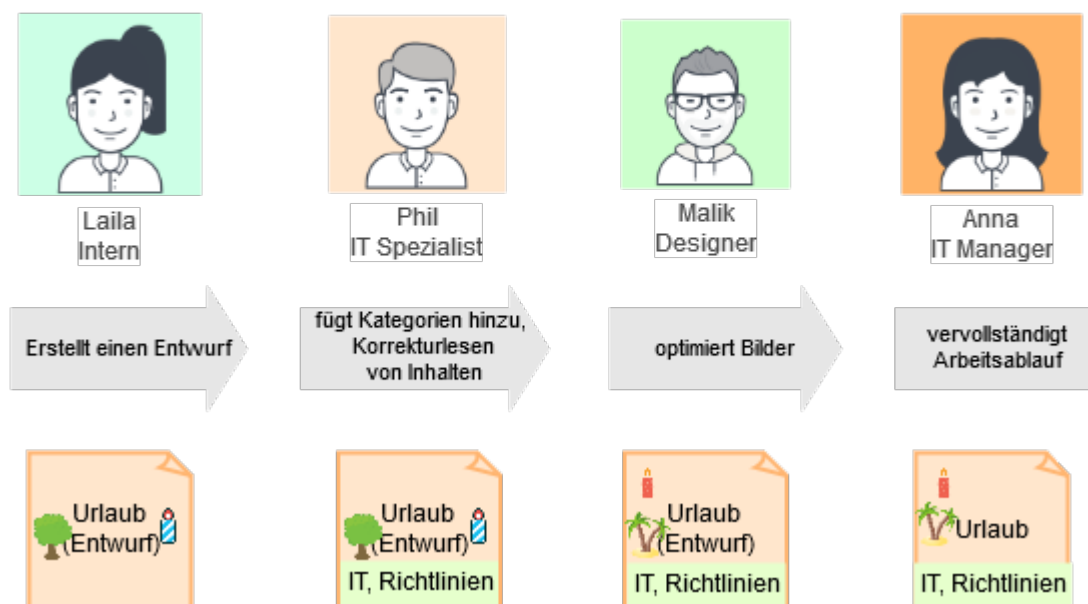 Laila
Intern
Phil
IT Spezialist
Malik
Designer
Anna
IT Manager
Erstellt einen Entwurf
fügt Kategorien hinzu,
Korrekturlesen
von Inhalten
optimiert Bilder
vervollständigt
Arbeitsablauf
Urlaub
(Entwurf)
Urlaub
(Entwurf)
IT, Richtlinien
Urlaub
(Entwurf)
IT, Richtlinien
Urlaub
IT, Richtlinien